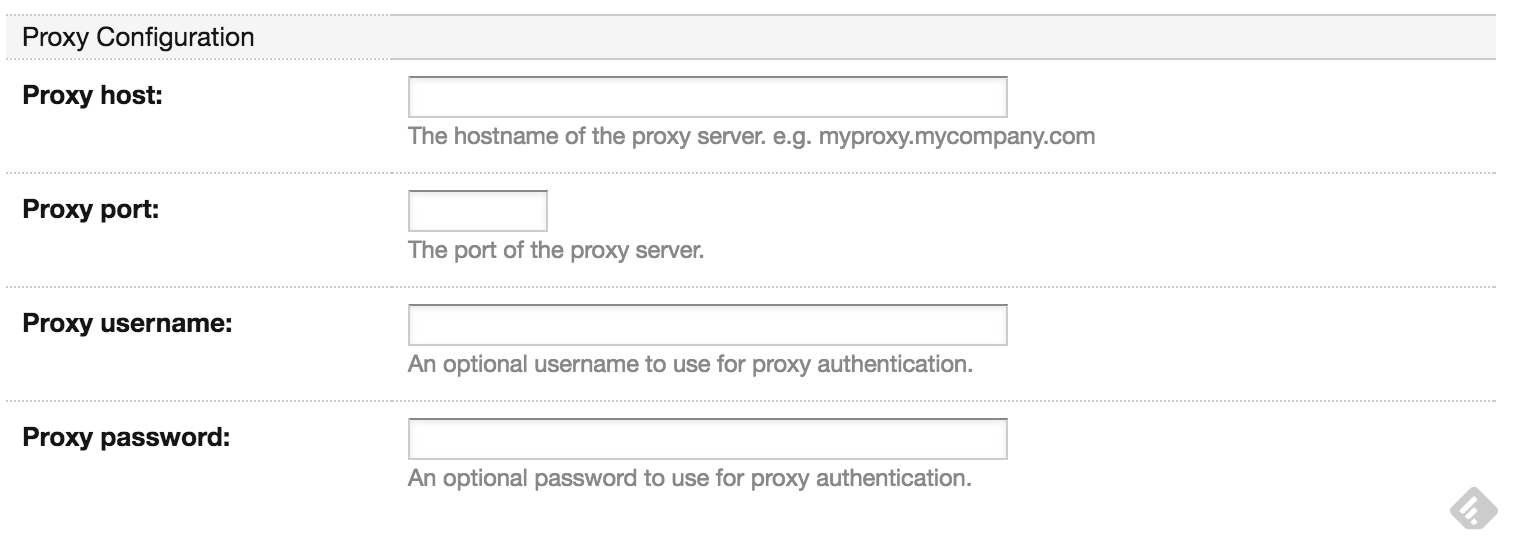 Proxy Configuration
Proxy host:
The hostname of the proxy server. e.g. myproxy.mycompany.com
Proxy port:
The port of the proxy server.
Proxy username:
An optional username to use for proxy authentication.
Proxy password:
An optional password to use for proxy authentication.